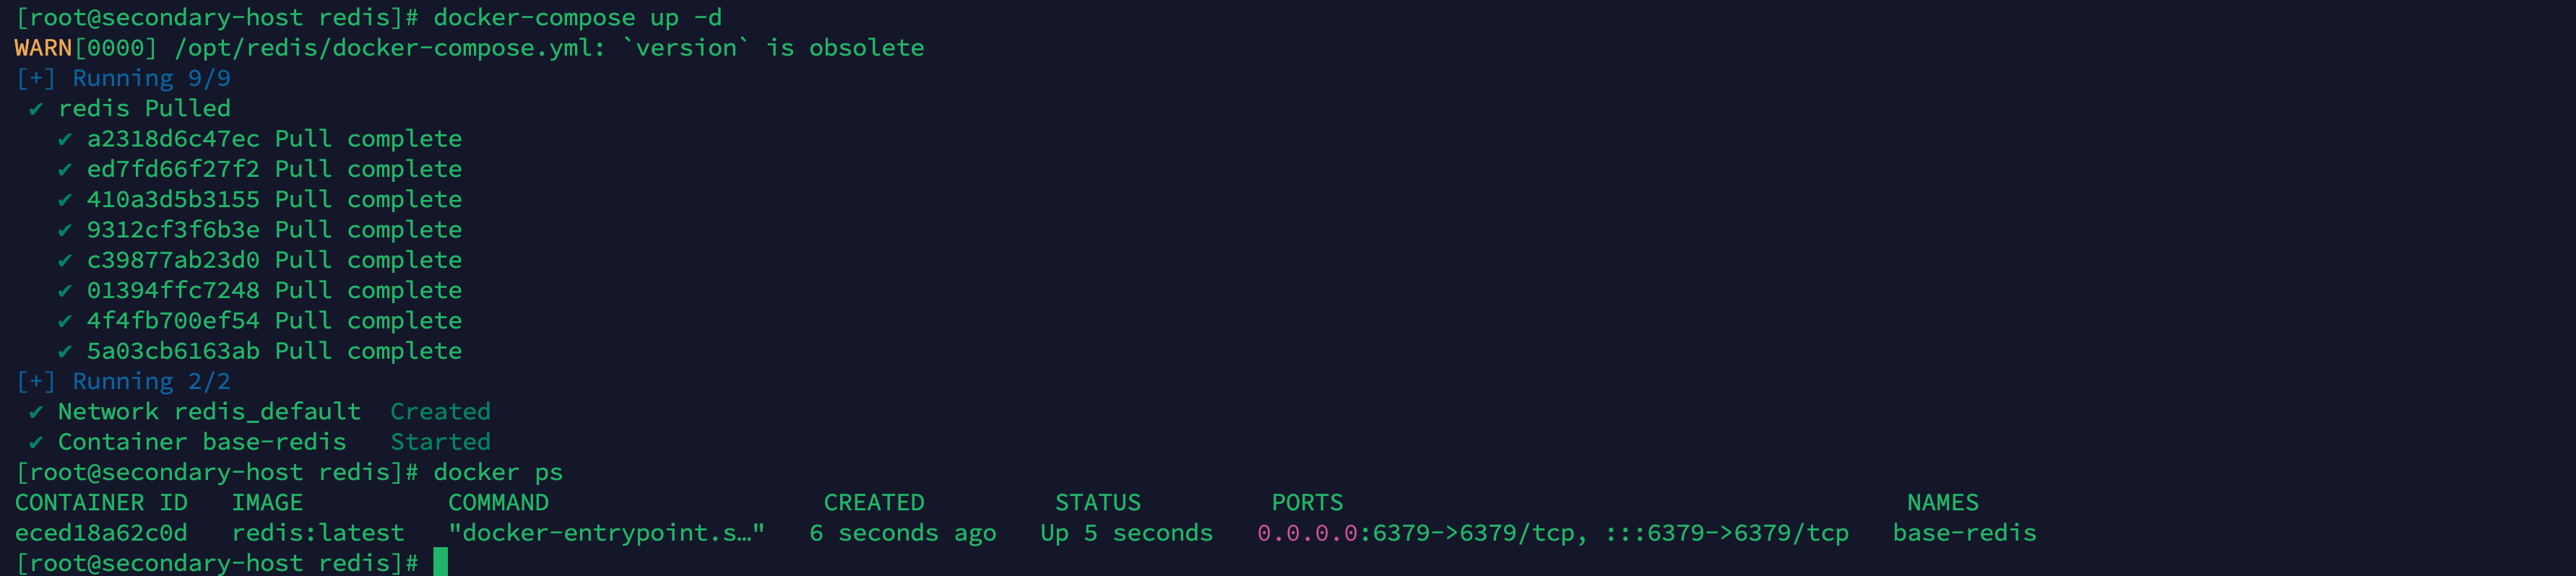 [root@secondary-host redis]# docker-compose up -d
WARN[0000] /opt/redis/docker-compose.yml: `version` is obsolete
[+] Running 9/9
✔ redis Pulled
✔ a2318d6c47ec Pull complete
✔ ed7fd66f27f2 Pull complete
✔ 410a3d5b3155 Pull complete
✔ 9312cf3f6b3e Pull complete
✔ c39877ab23d0 Pull complete
✔ 01394ffc7248 Pull complete
✔ 4f4fb700ef54 Pull complete
✔ 5a03cb6163ab Pull complete
[+] Running 2/2
✔ Network redis_default Created
✔ Container base-redis Started
[root@secondary-host redis]# docker ps
CONTAINER ID IMAGE COMMAND CREATED STATUS PORTS NAMES
eced18a62c0d redis:latest "docker-entrypoint.s…" 6 seconds ago Up 5 seconds 0.0.0.0:6379->6379/tcp, :::6379->6379/tcp base-redis
[root@secondary-host redis]#